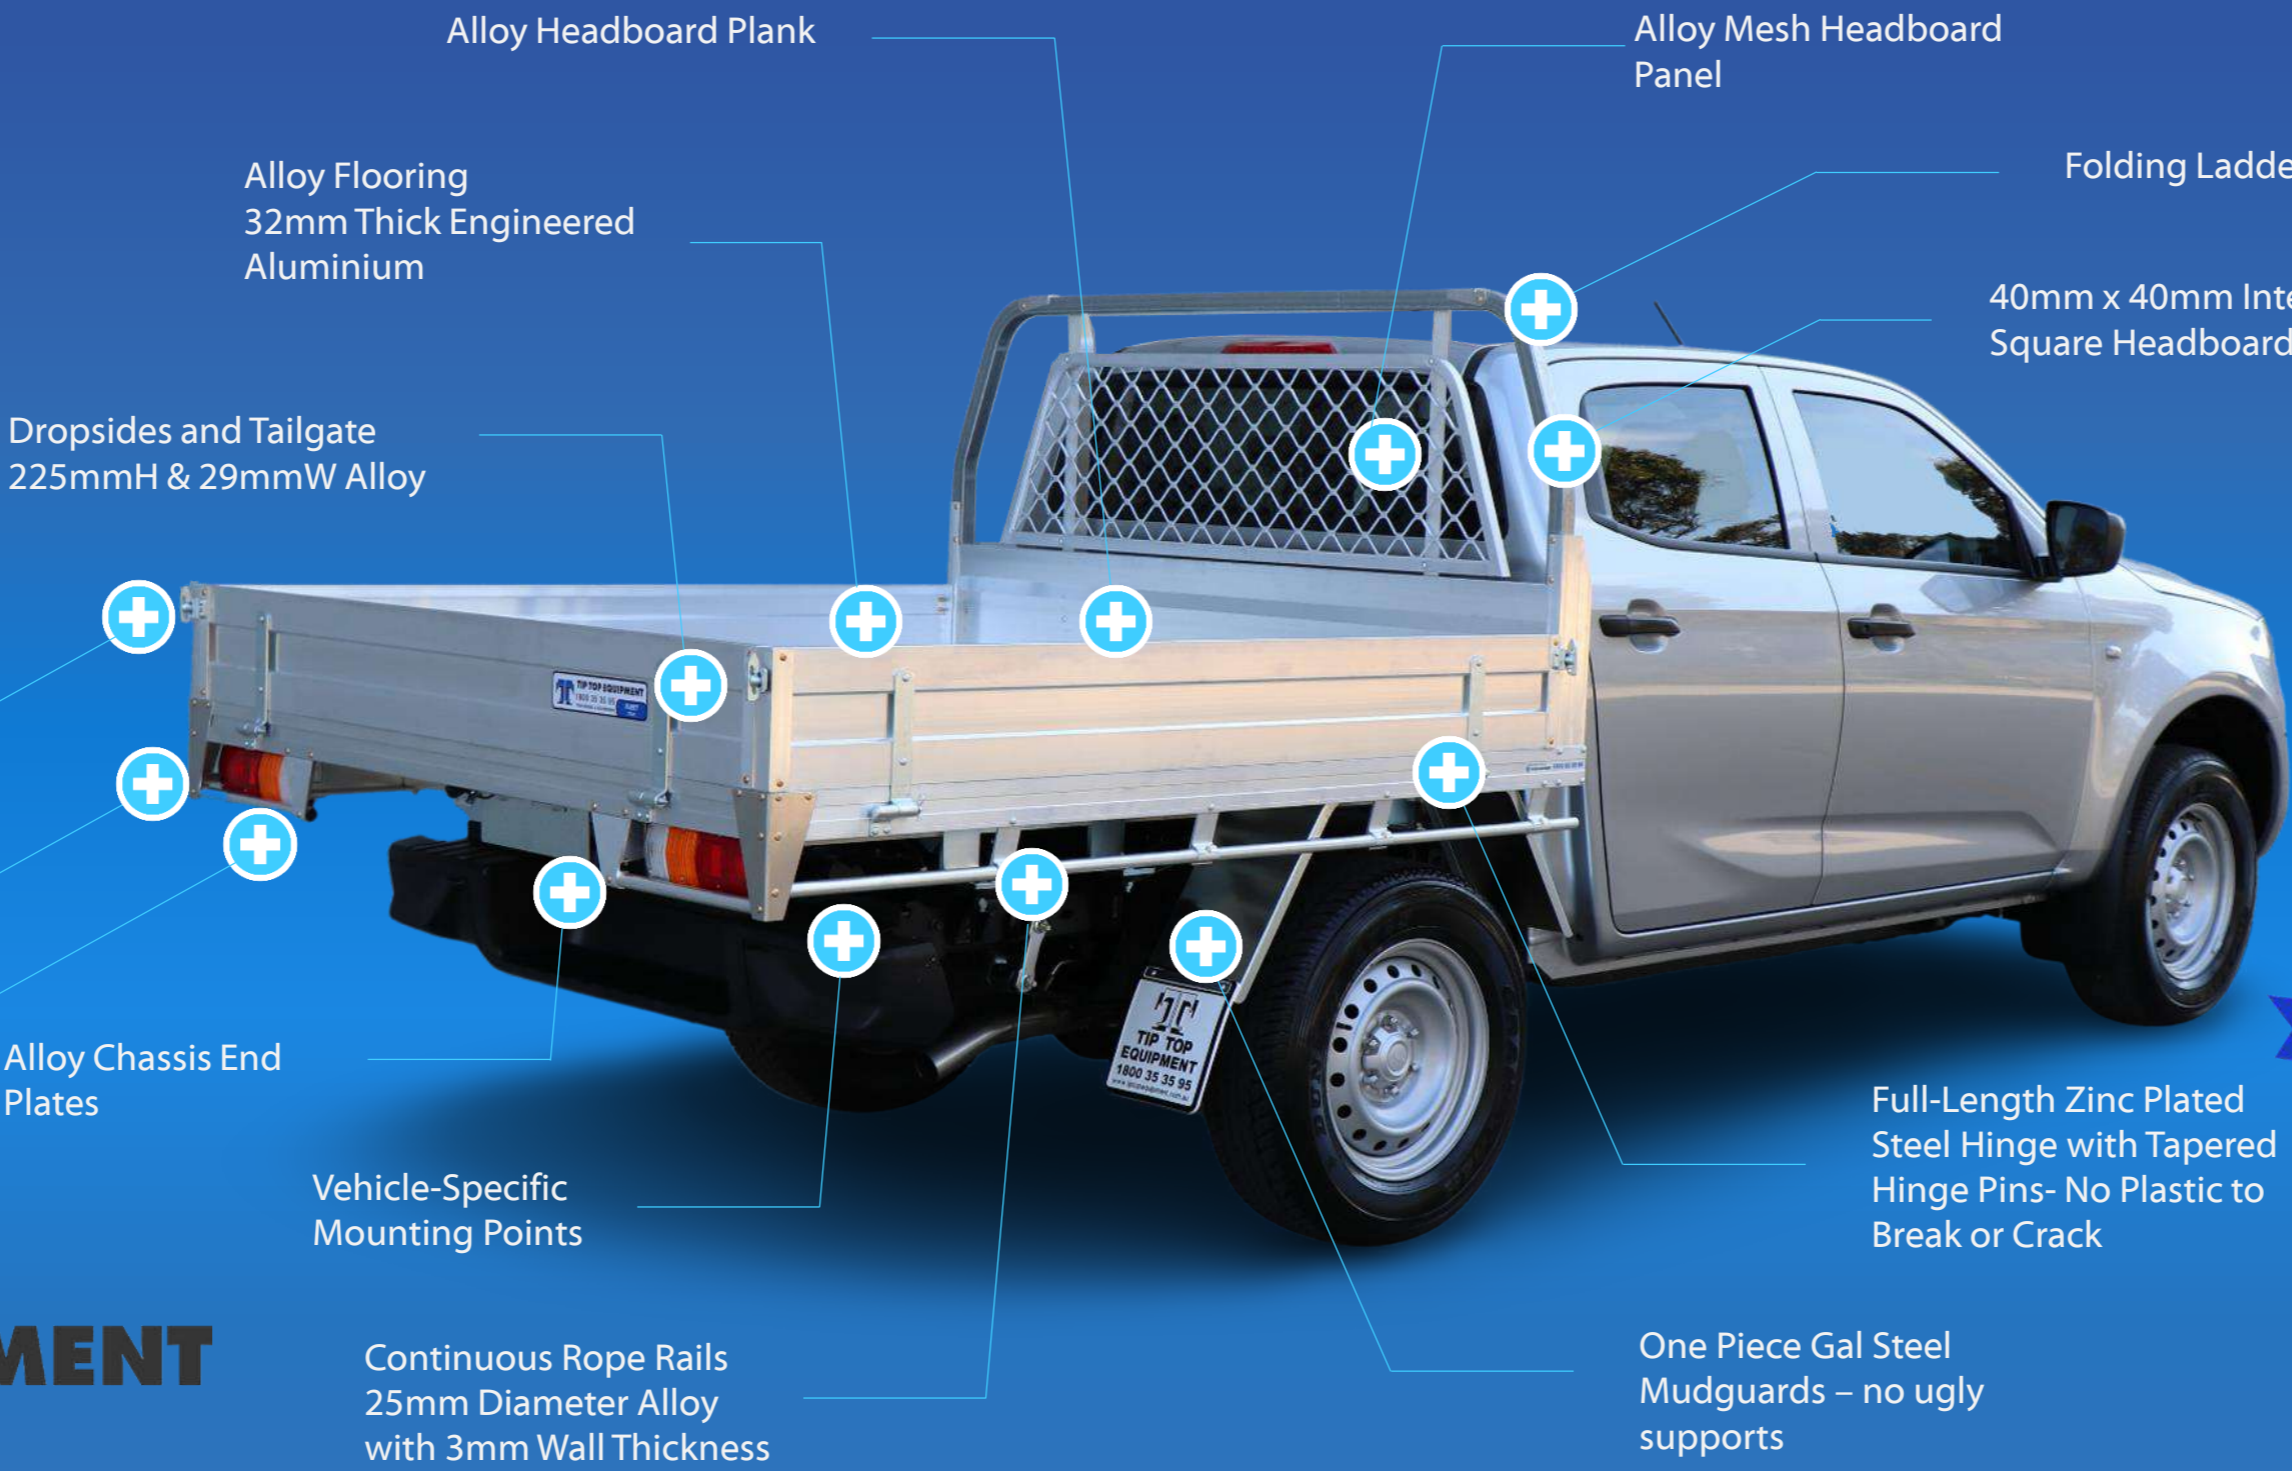 Alloy Headboard Plank
Alloy Mesh Headboard
Panel
Alloy Flooring
32mm Thick Engineered
Aluminium
Folding Ladde
40mm x 40mm Inte
Square Headboard
Dropsides and Tailgate
225mmH & 29mmW Alloy
TIP TOP EQUIPMENT
1800 35 35 95
TIP TOP
EQUIPMENT
1800 35 35 95
Alloy Chassis End
Plates
Vehicle-Specific
Mounting Points
Full-Length Zinc Plated
Steel Hinge with Tapered
Hinge Pins- No Plastic to
Break or Crack
MENT
Continuous Rope Rails
25mm Diameter Alloy
with 3mm Wall Thickness
One Piece Gal Steel
Mudguards – no ugly
supports